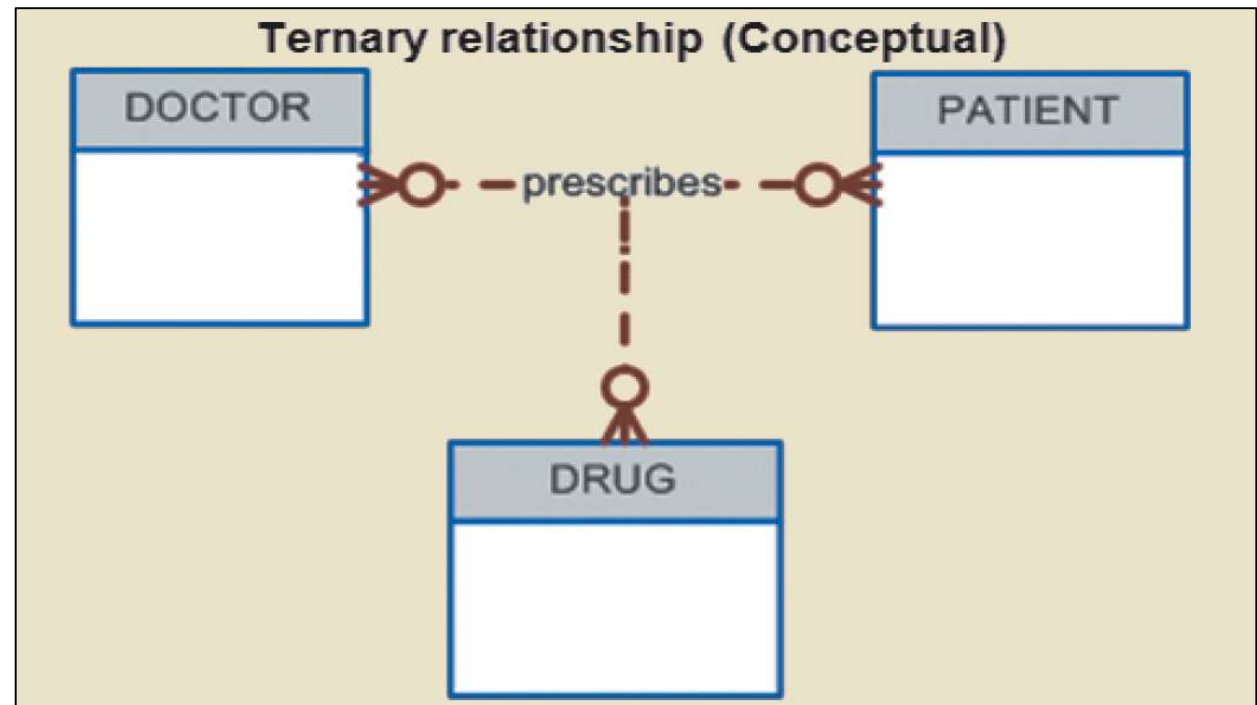 Ternary relationship (Conceptual)
DOCTOR
PATIENT
prescribes
DRUG